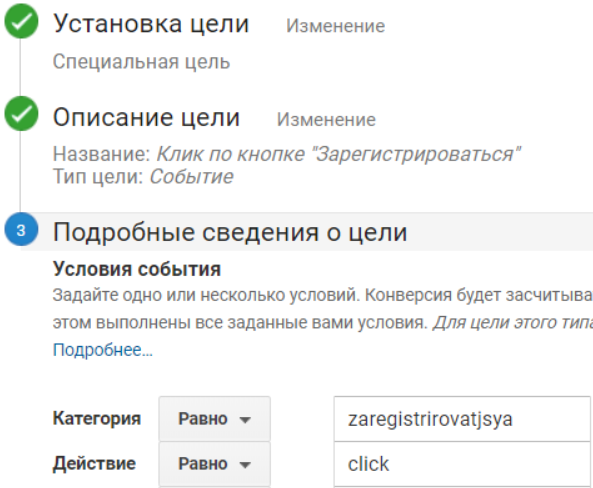 Установка цели Изменение
Специальная цель
Описание цели Изменение
Название: Клик по кнопке "Зарегистрироваться"
Тип цели: Событие
3 Подробные сведения о цели
Условия события
Задайте одно или несколько условий. Конверсия будет засчитыва
этом выполнены все заданные вами условия. Для цели этого типа
Подробнее...
Категория Равно zaregistrirovatjsya
Действие Равно click